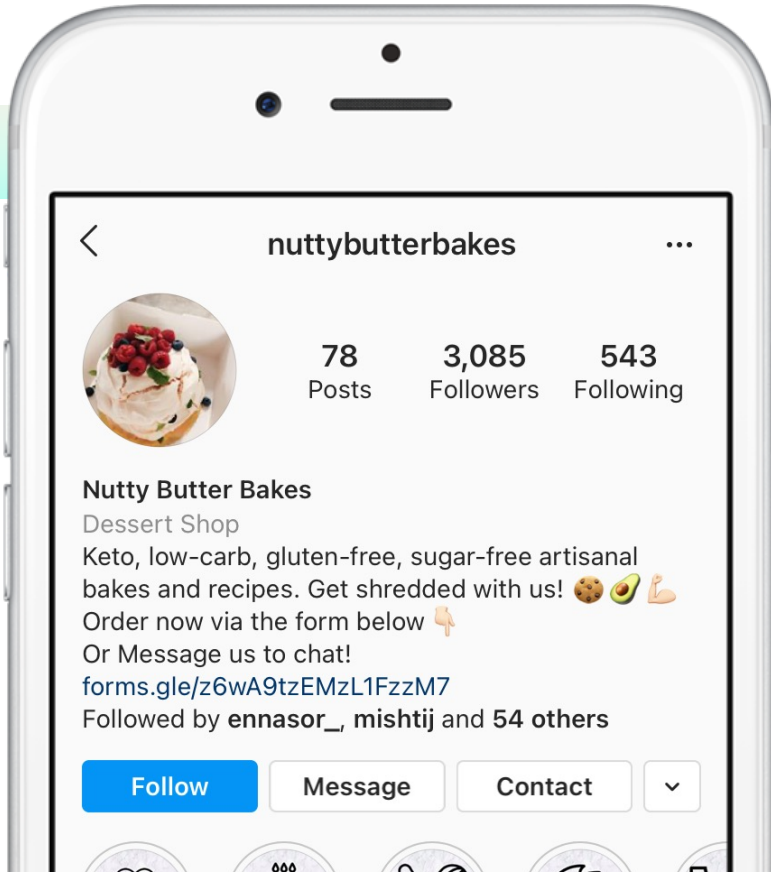 nuttybutterbakes
78 3,085 543
Posts Followers Following
Nutty Butter Bakes
Dessert Shop
Keto, low-carb, gluten-free, sugar-free artisanal
bakes and recipes. Get shredded with us! 🍪🥑💪🏻
Order now via the form below 👇🏻
Or Message us to chat!
forms.gle/z6wA9tzEMzL1FzzM7
Followed by ennasor_, mishtij and 54 others
Follow Message Contact